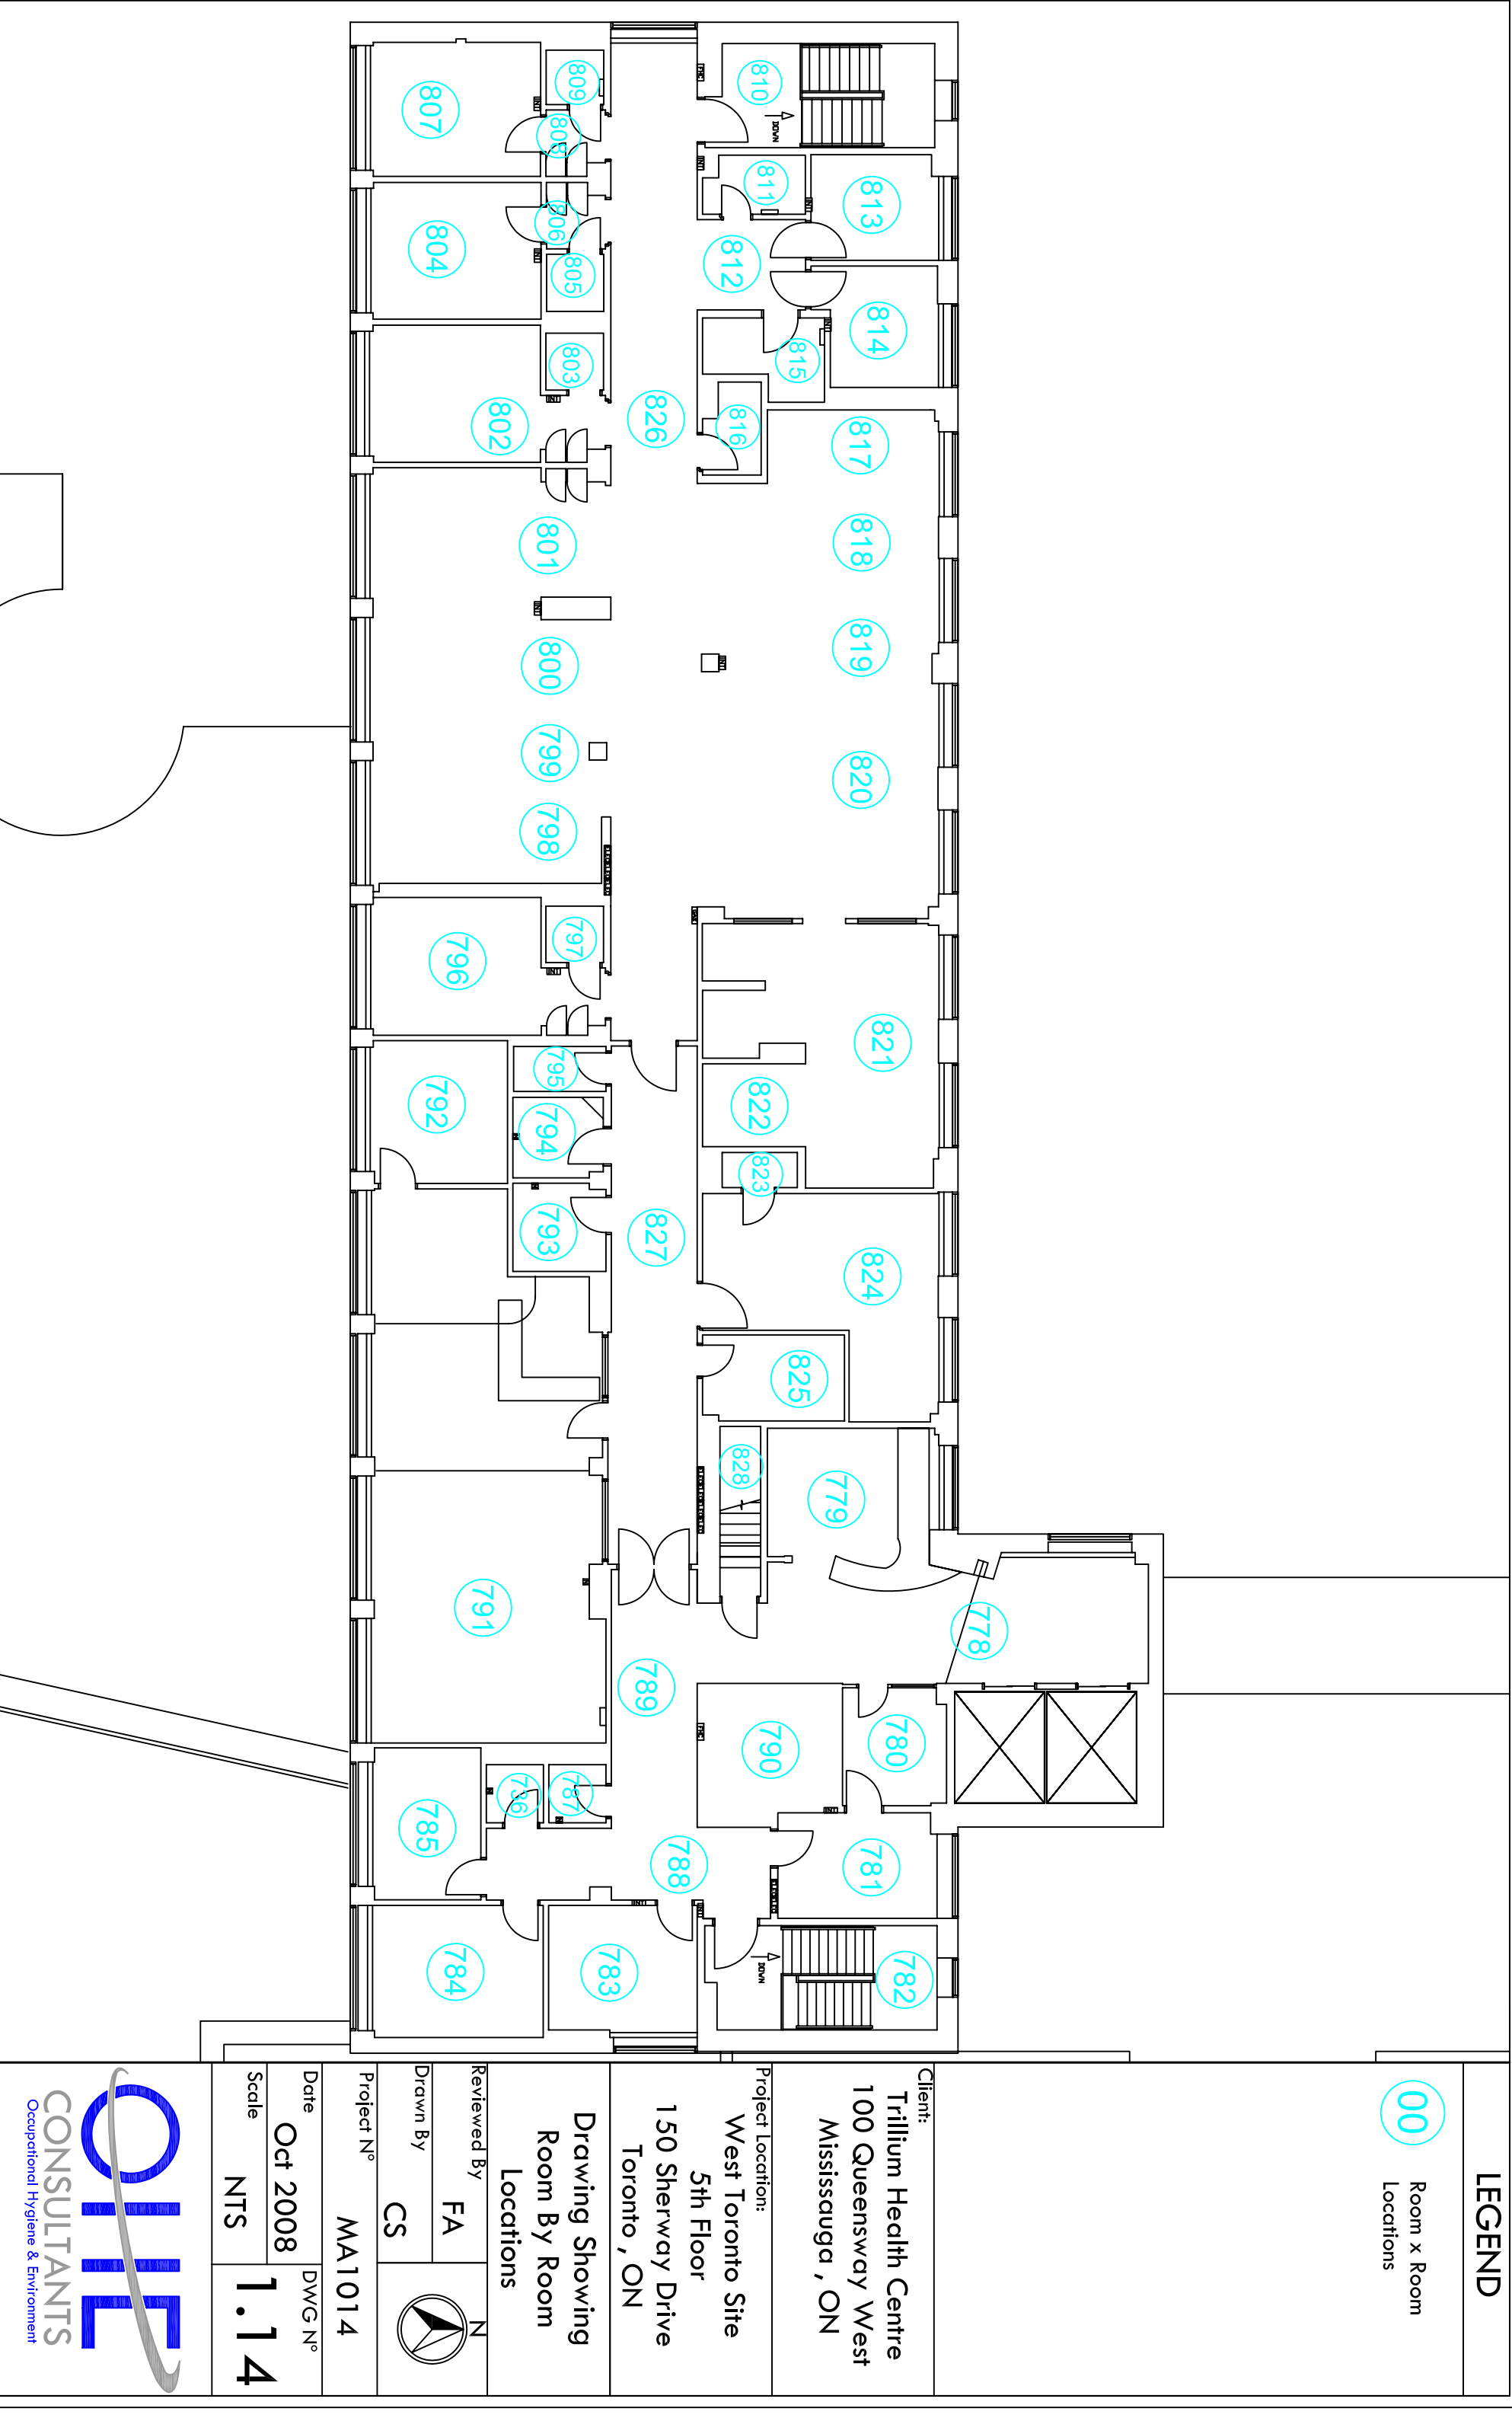 807
809
808
810
DOWN
811
813
804
806
805
812
814
803
815
802
826
816
817
801
818
800
819
799
820
798
797
796
821
795
792
794
822
823
793
827
824
825
828
779
791
778
789
780
790
785
736
787
788
781
784
783
782
DOWN
LEGEND
00
Room x Room
Locations
Client:
Trillium Health Centre
100 Queensway West
Mississauga , ON
Project Location:
West Toronto Site
5th Floor
150 Sherway Drive
Toronto , ON
Drawing Showing
Room By Room
Locations
Reviewed By
FA
Drawn By
CS
N
Project N°
MA1014
Date
Oct 2008
Scale
NTS
DWG N°
1.14
OHE
CONSULTANTS
Occupational Hygiene & Environment